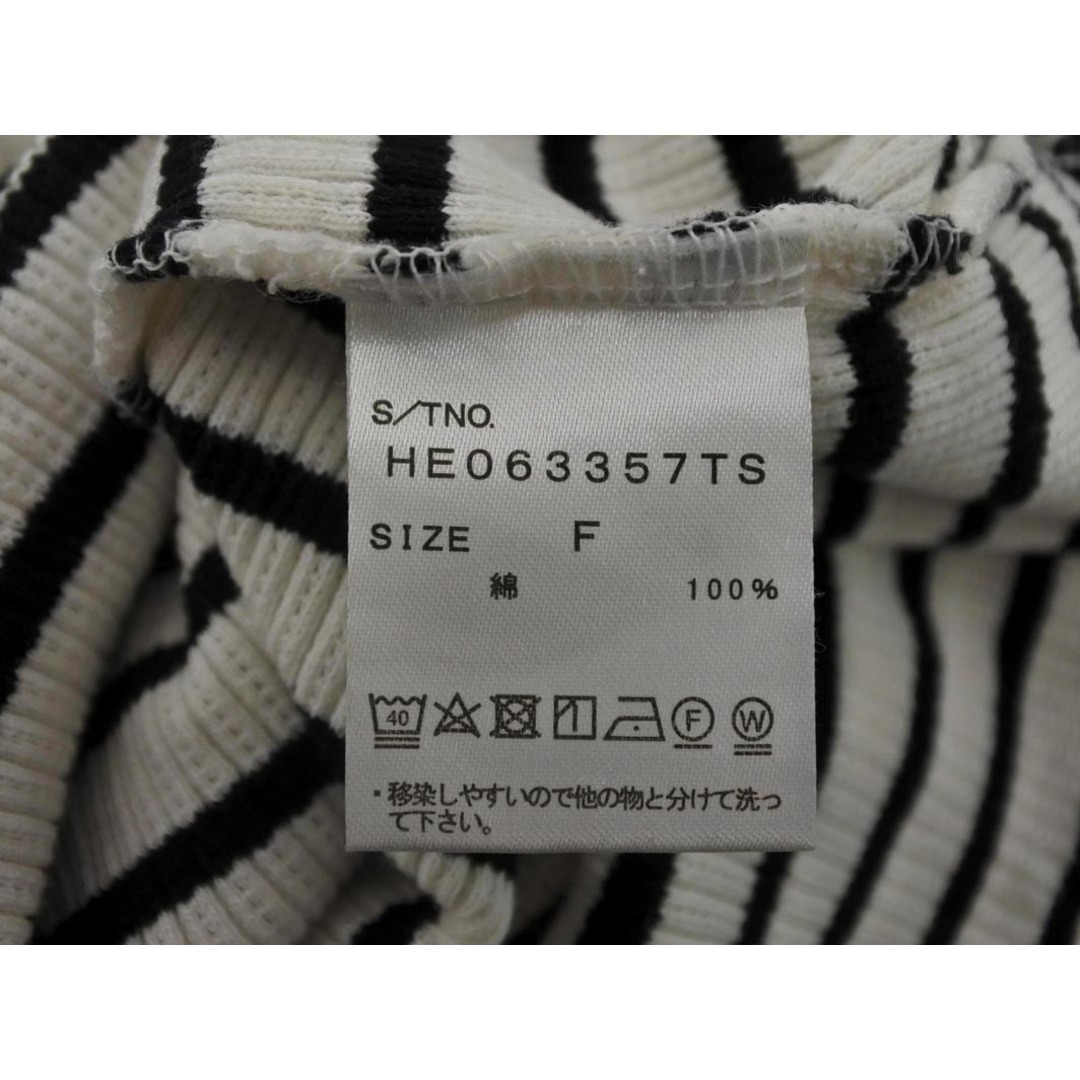 S/TNO.
HE063357TS
SIZE F
綿 100%
40 F W
・移染しやすいので他の物と分けて洗っ
て下さい。